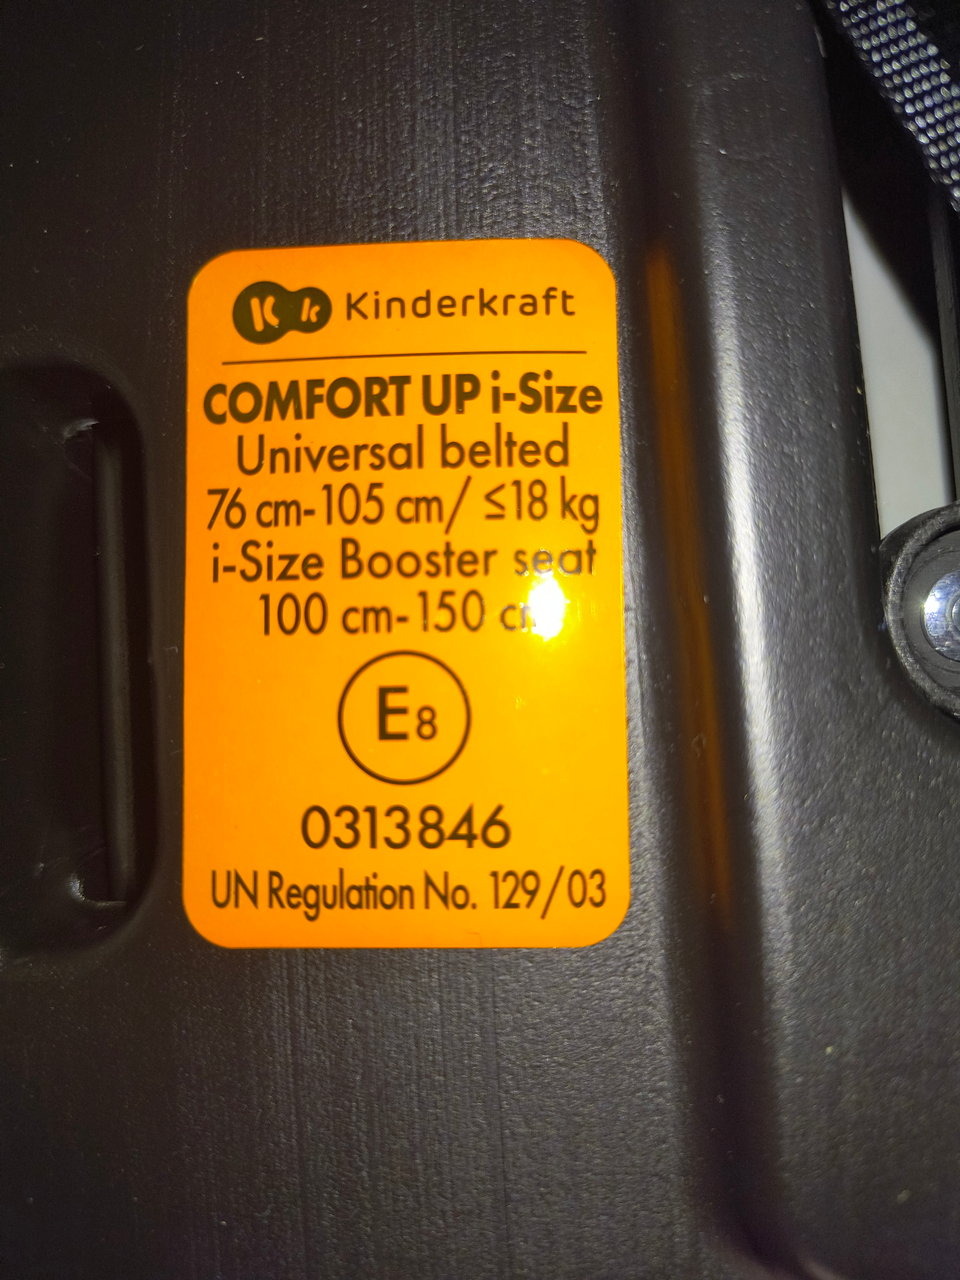 K k Kinderkraft
COMFORT UP i-Size
Universal belted
76 cm-105 cm/ ≤18 kg
i-Size Booster seat
100 cm-150 cm
E8
0313846
UN Regulation No. 129/03